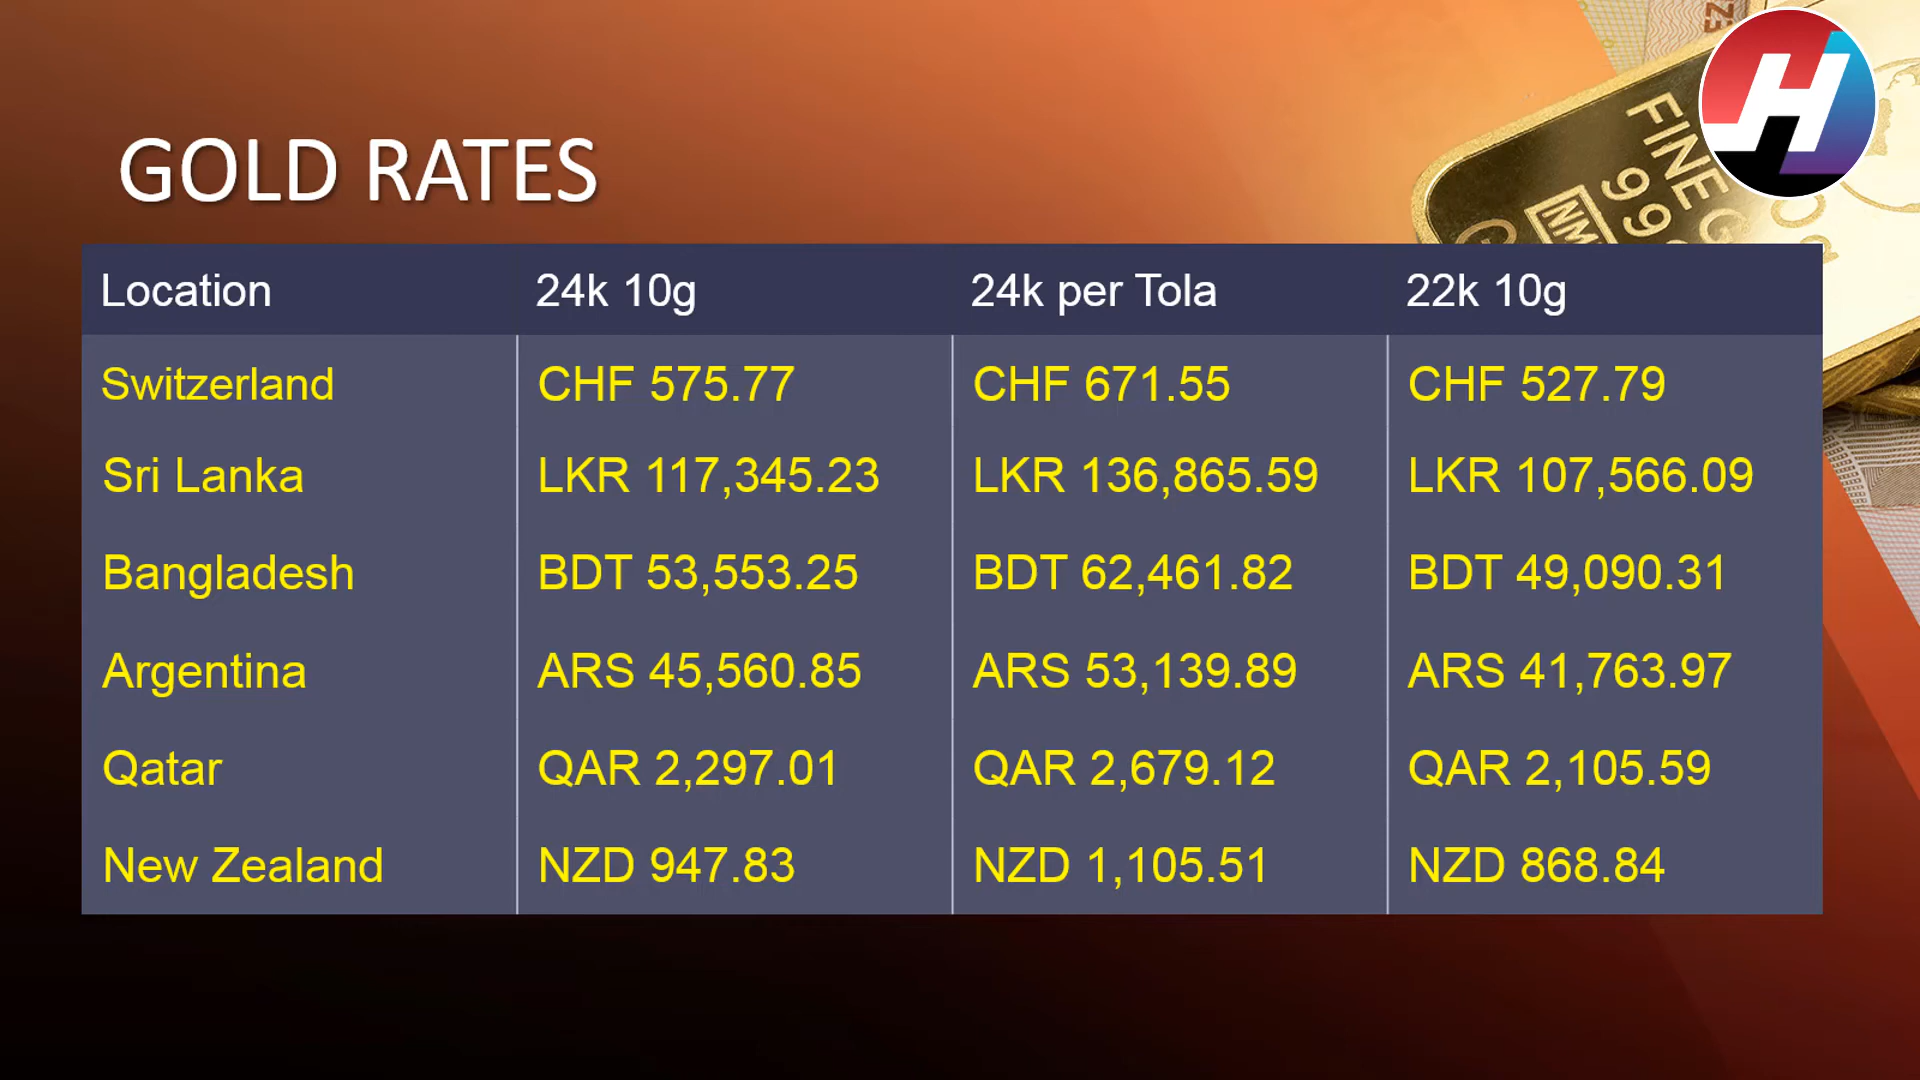 GOLD RATES
Location 24k 10g 24k per Tola 22k 10g
Switzerland CHF 575.77 CHF 671.55 CHF 527.79
Sri Lanka LKR 117,345.23 LKR 136,865.59 LKR 107,566.09
Bangladesh BDT 53,553.25 BDT 62,461.82 BDT 49,090.31
Argentina ARS 45,560.85 ARS 53,139.89 ARS 41,763.97
Qatar QAR 2,297.01 QAR 2,679.12 QAR 2,105.59
New Zealand NZD 947.83 NZD 1,105.51 NZD 868.84
H
FINE G
99